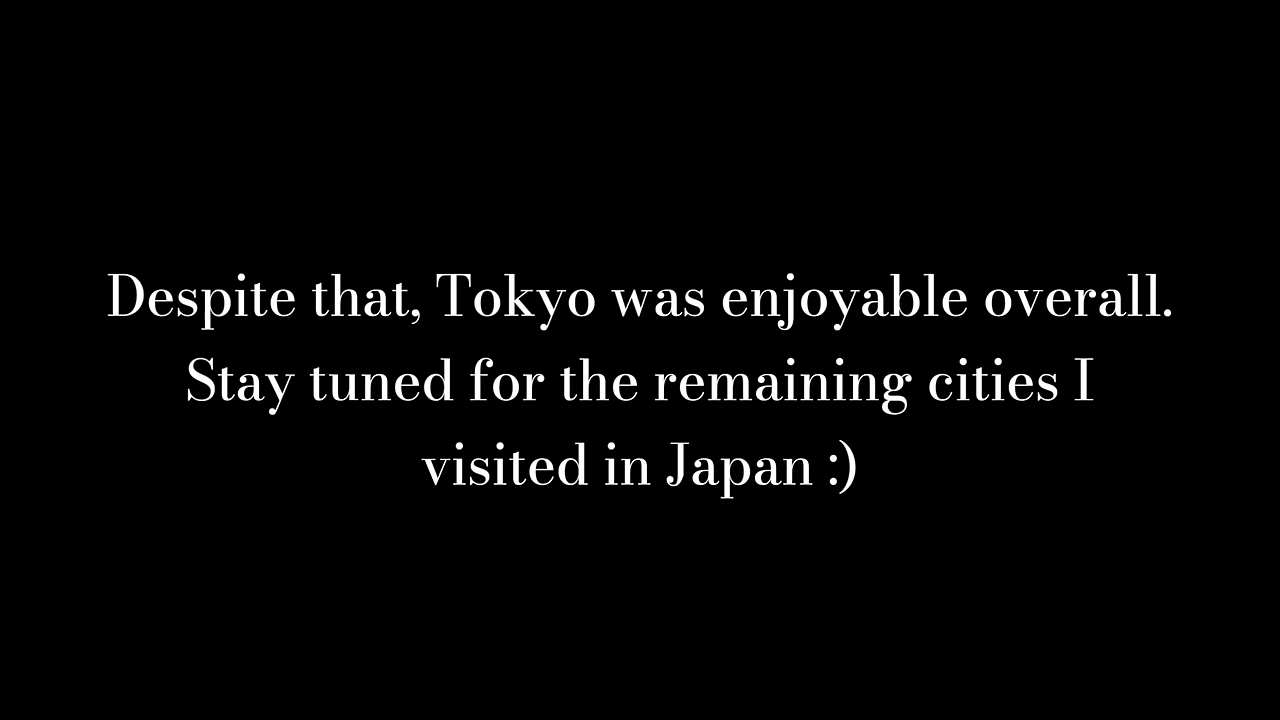 Despite that, Tokyo was enjoyable overall.
Stay tuned for the remaining cities I
visited in Japan :)